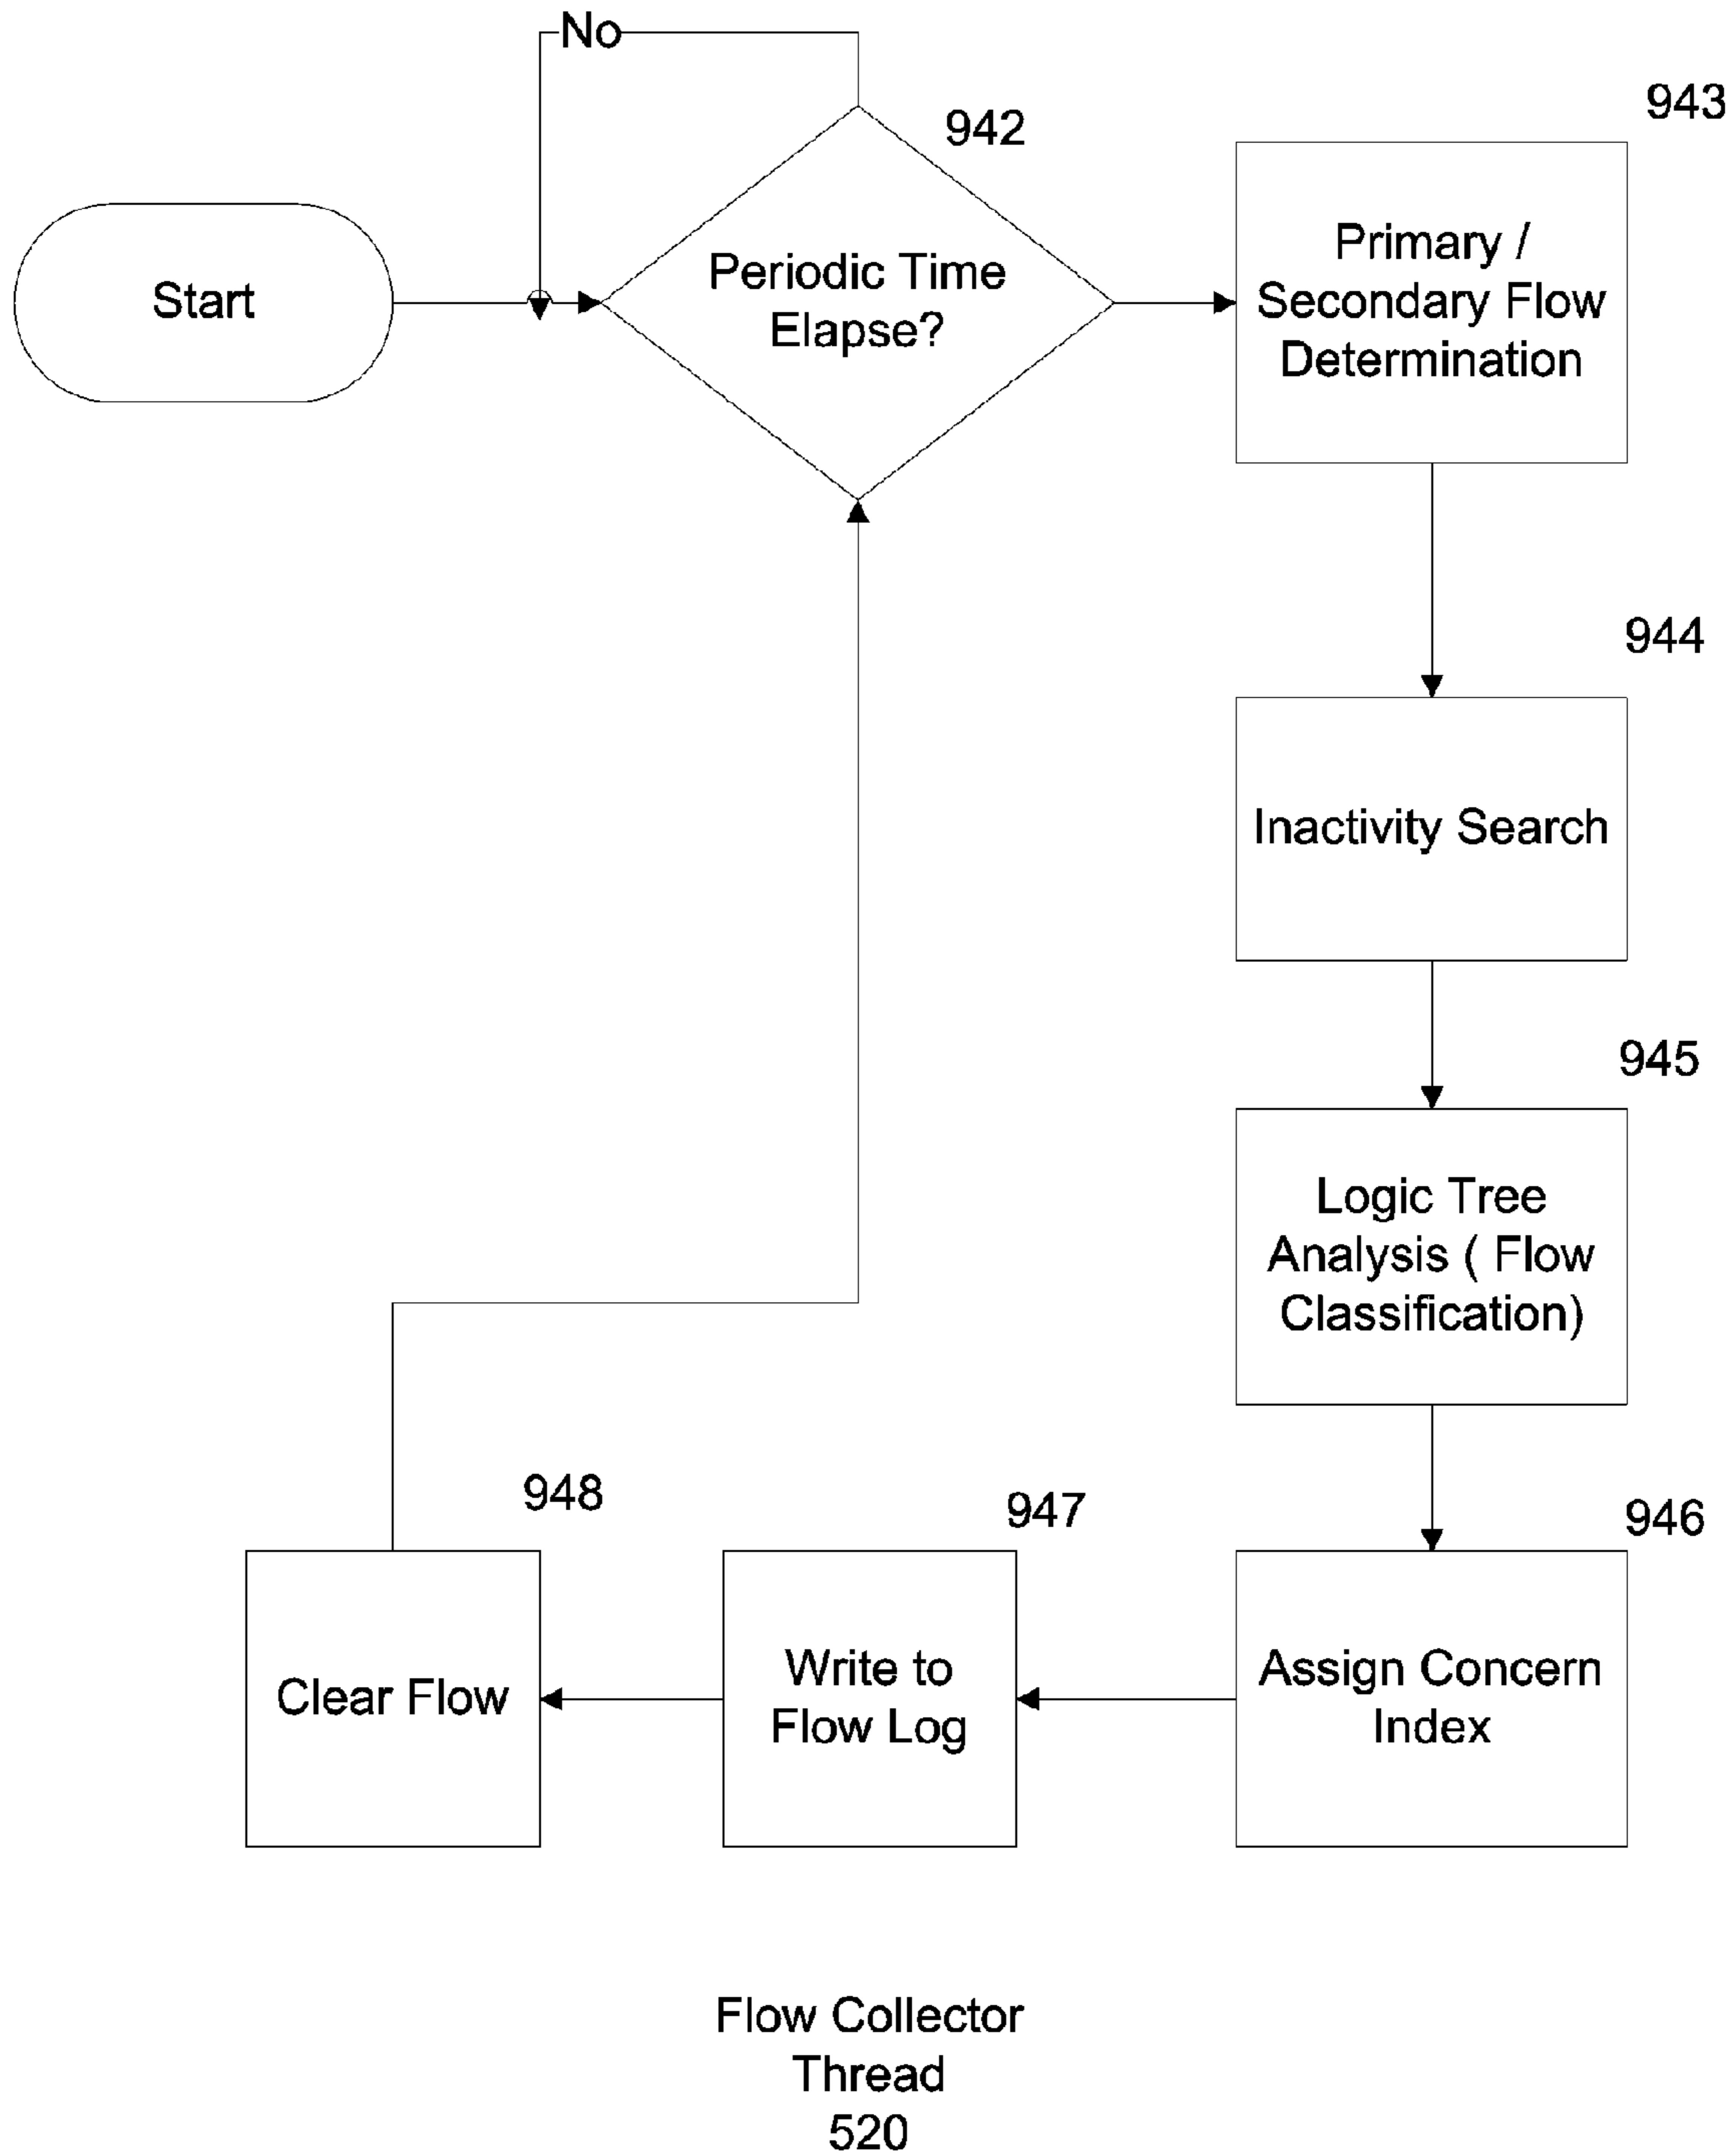 No
942
943
Start
Periodic Time
Elapse?
Primary /
Secondary Flow
Determination
944
Inactivity Search
945
Logic Tree
Analysis ( Flow
Classification)
946
Assign Concern
Index
947
Write to
Flow Log
948
Clear Flow
Flow Collector
Thread
520